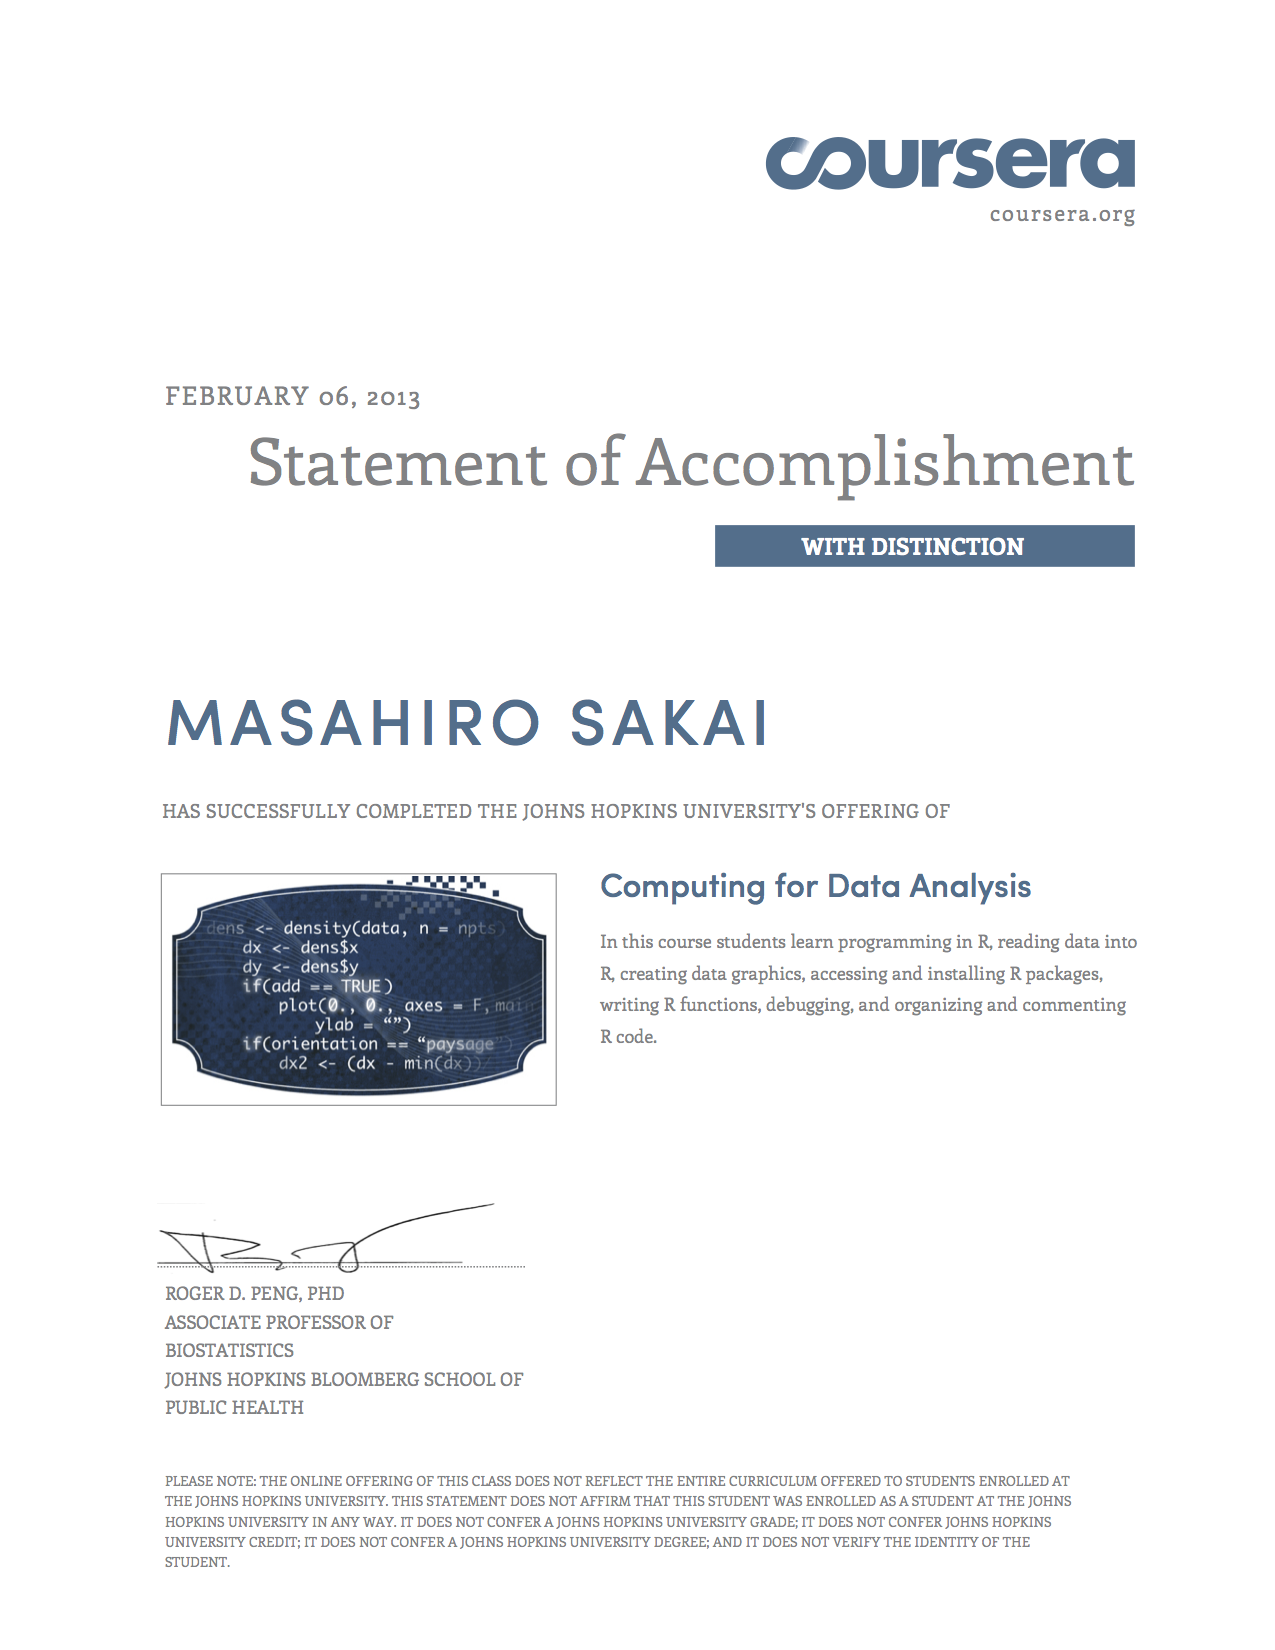 coursera
coursera.org
FEBRUARY 06, 2013
Statement of Accomplishment
WITH DISTINCTION
MASAHIRO SAKAI
HAS SUCCESSFULLY COMPLETED THE JOHNS HOPKINS UNIVERSITY'S OFFERING OF
dens <- density(data, n = npts)
dx <- dens$x
dy <- dens$y
if(add == TRUE)
plot(0., 0., axes = F, main
ylab = “”)
if(orientation == “paysage”)
dx2 <- (dx - min(dx))
Computing for Data Analysis
In this course students learn programming in R, reading data into
R, creating data graphics, accessing and installing R packages,
writing R functions, debugging, and organizing and commenting
R code.
ROGER D. PENG, PHD
ASSOCIATE PROFESSOR OF
BIOSTATISTICS
JOHNS HOPKINS BLOOMBERG SCHOOL OF
PUBLIC HEALTH
PLEASE NOTE: THE ONLINE OFFERING OF THIS CLASS DOES NOT REFLECT THE ENTIRE CURRICULUM OFFERED TO STUDENTS ENROLLED AT
THE JOHNS HOPKINS UNIVERSITY. THIS STATEMENT DOES NOT AFFIRM THAT THIS STUDENT WAS ENROLLED AS A STUDENT AT THE JOHNS
HOPKINS UNIVERSITY IN ANY WAY. IT DOES NOT CONFER A JOHNS HOPKINS UNIVERSITY GRADE; IT DOES NOT CONFER JOHNS HOPKINS
UNIVERSITY CREDIT; IT DOES NOT CONFER A JOHNS HOPKINS UNIVERSITY DEGREE; AND IT DOES NOT VERIFY THE IDENTITY OF THE
STUDENT.